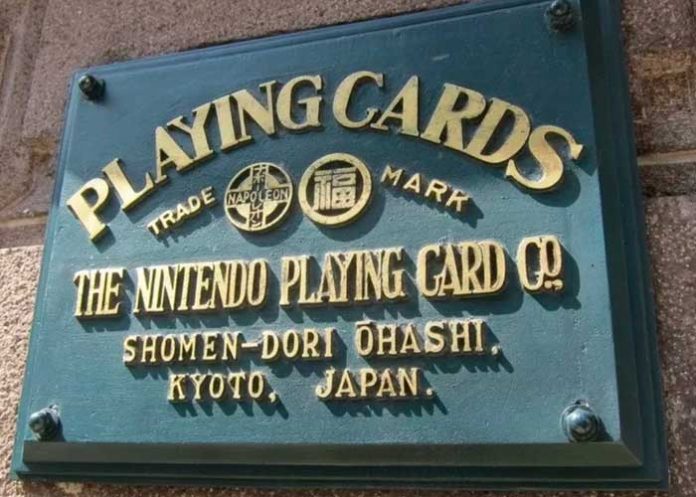 PLAYING CARDS
TRADE NAPOLEON 福 MARK
THE NINTENDO PLAYING CARD CO.,
SHOMEN-DORI ŌHASHI.
KYOTO, JAPAN.